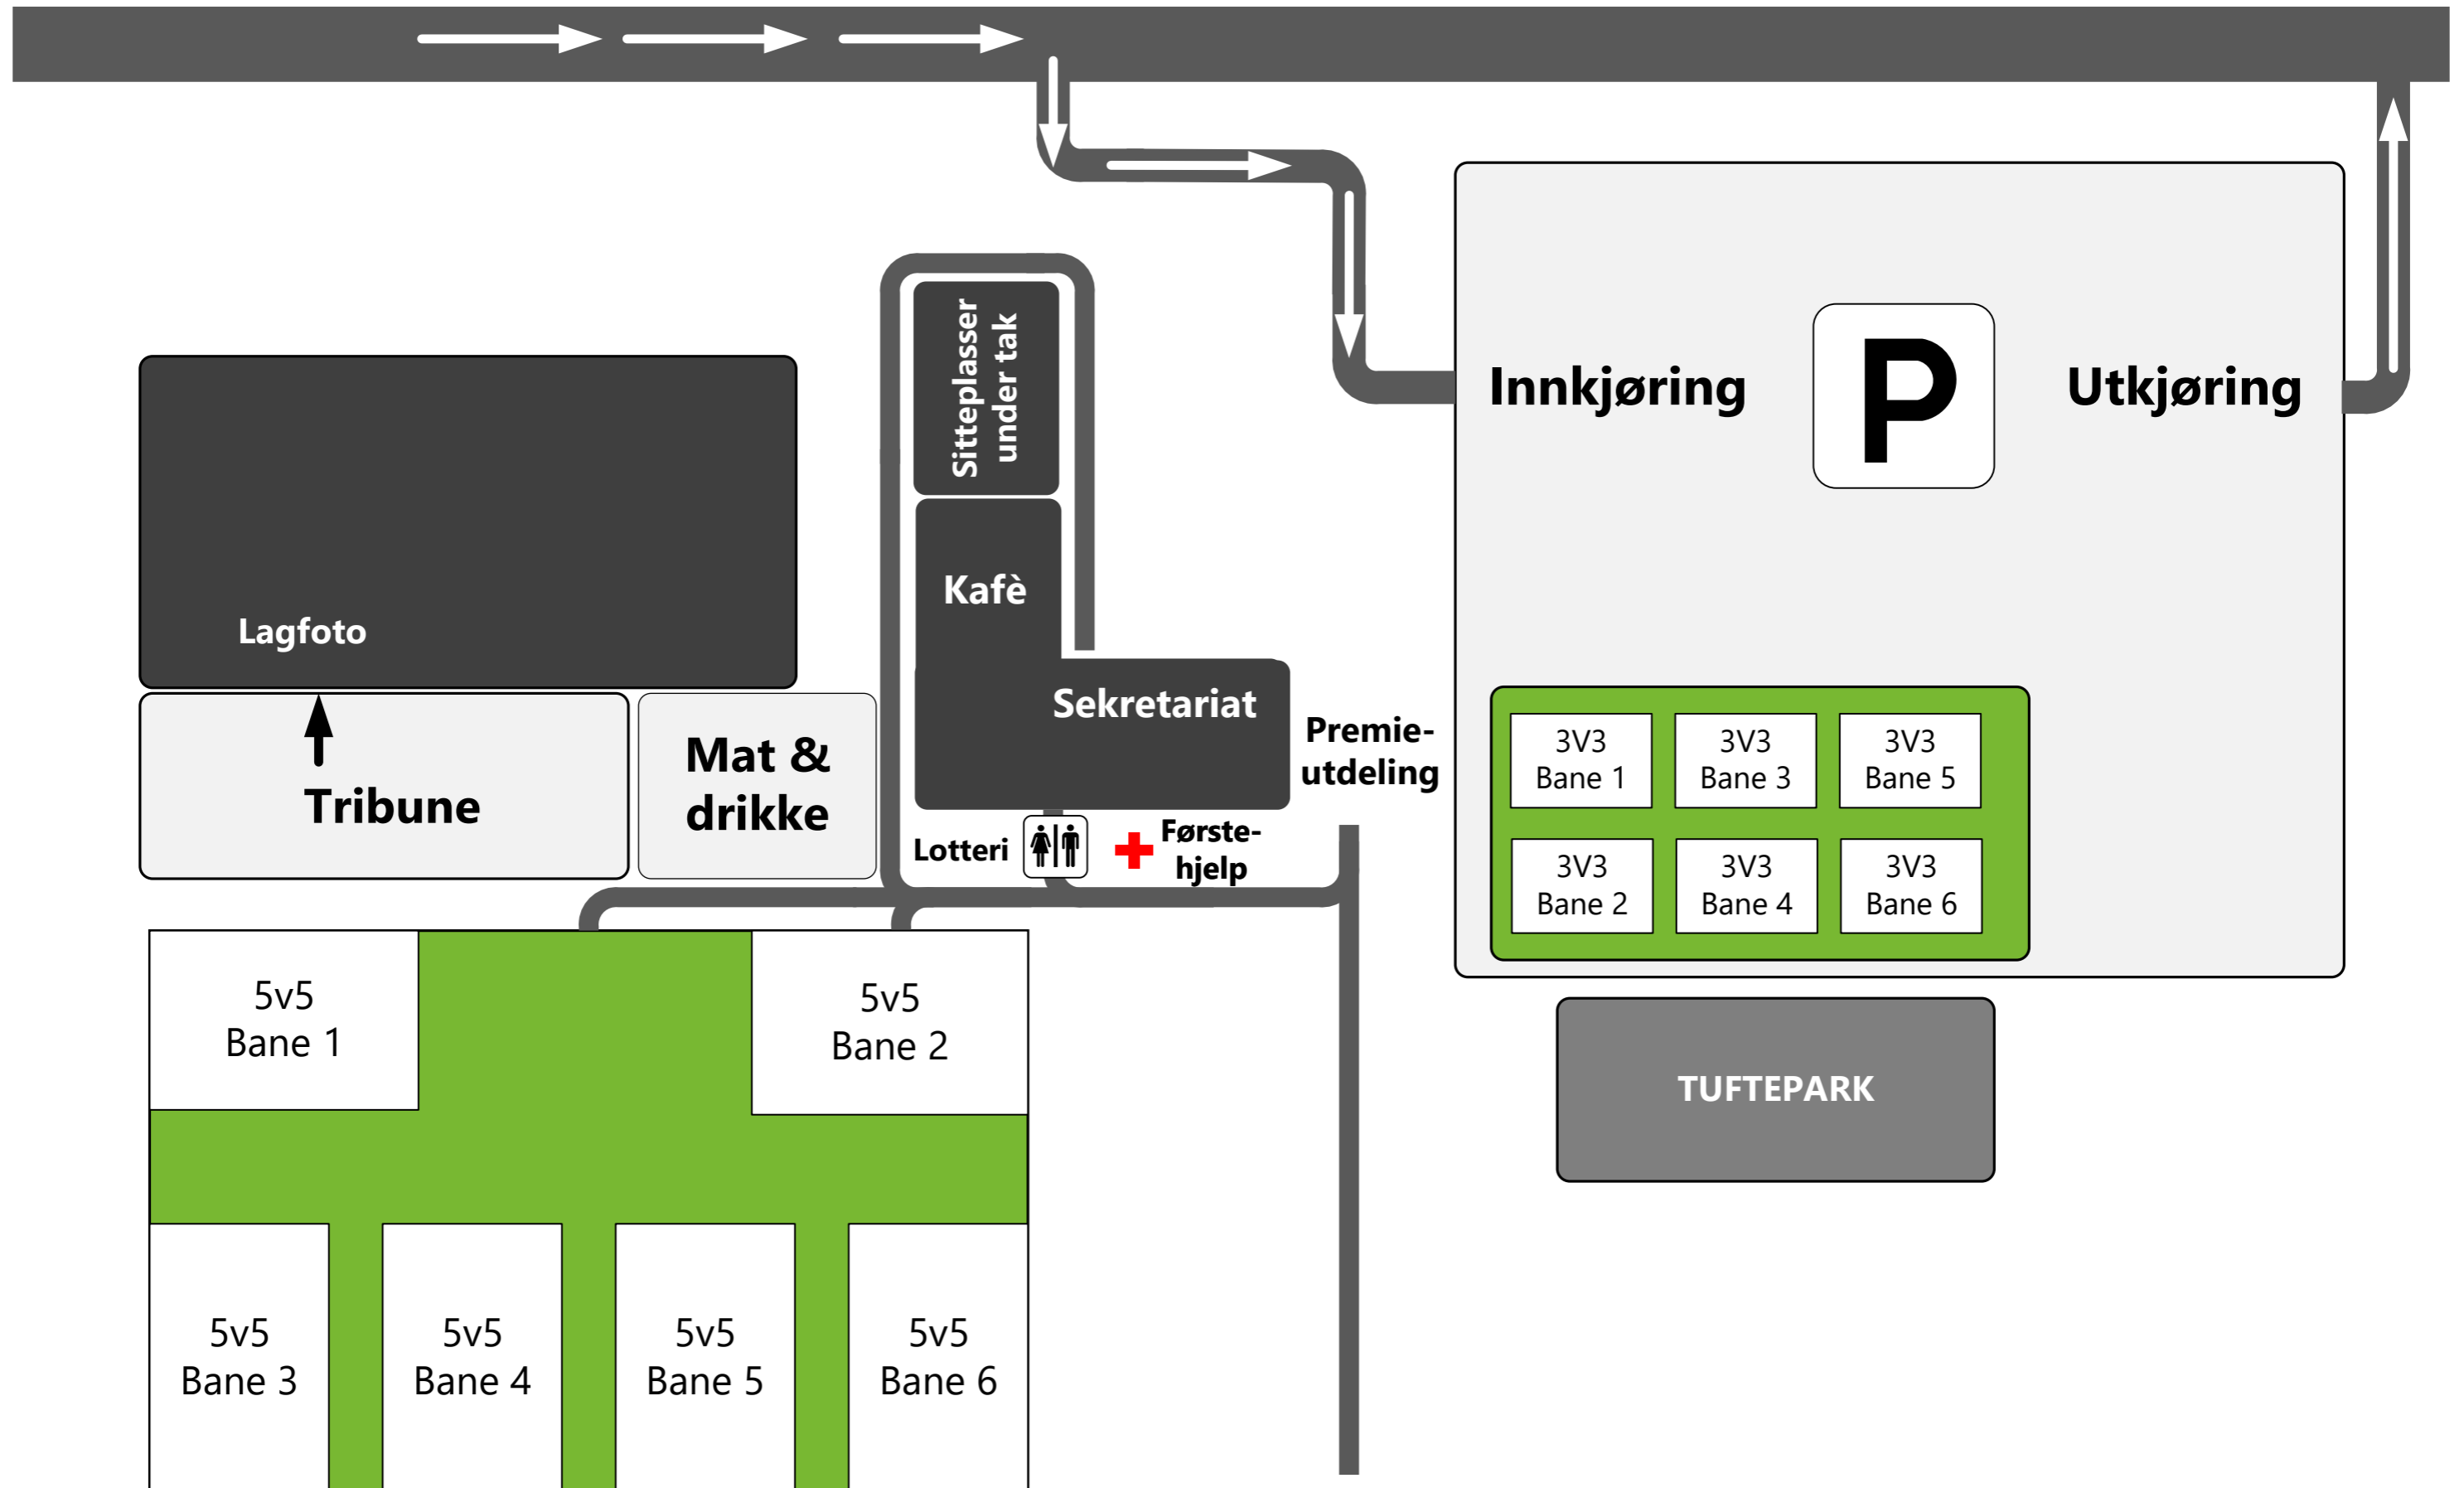 Sitteplasser
under tak
Innkjøring
P
Utkjøring
Kafè
Lagfoto
Sekretariat
Premie-
utdeling
Tribune
Mat &
drikke
Lotteri
Første-
hjelp
3V3
Bane 1
3V3
Bane 3
3V3
Bane 5
3V3
Bane 2
3V3
Bane 4
3V3
Bane 6
5v5
Bane 1
5v5
Bane 2
TUFTEPARK
5v5
Bane 3
5v5
Bane 4
5v5
Bane 5
5v5
Bane 6